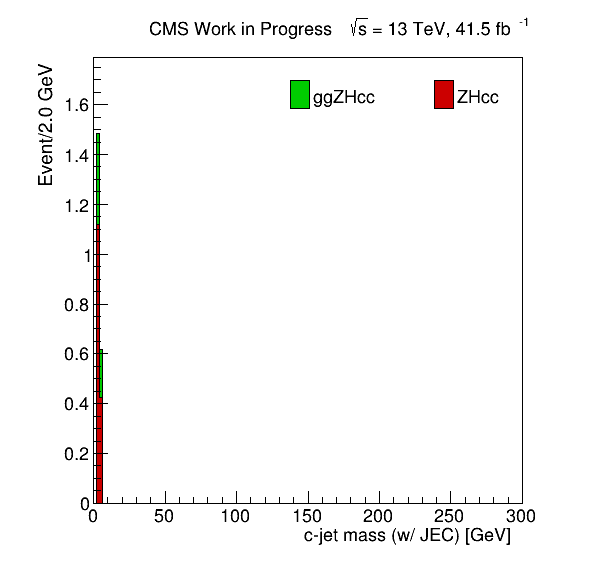 CMS Work in Progress √s = 13 TeV, 41.5 fb -1
Event/2.0 GeV
ggZHcc ZHcc
1.6
1.4
1.2
1
0.8
0.6
0.4
0.2
0
0 50 100 150 200 250 300
c-jet mass (w/ JEC) [GeV]